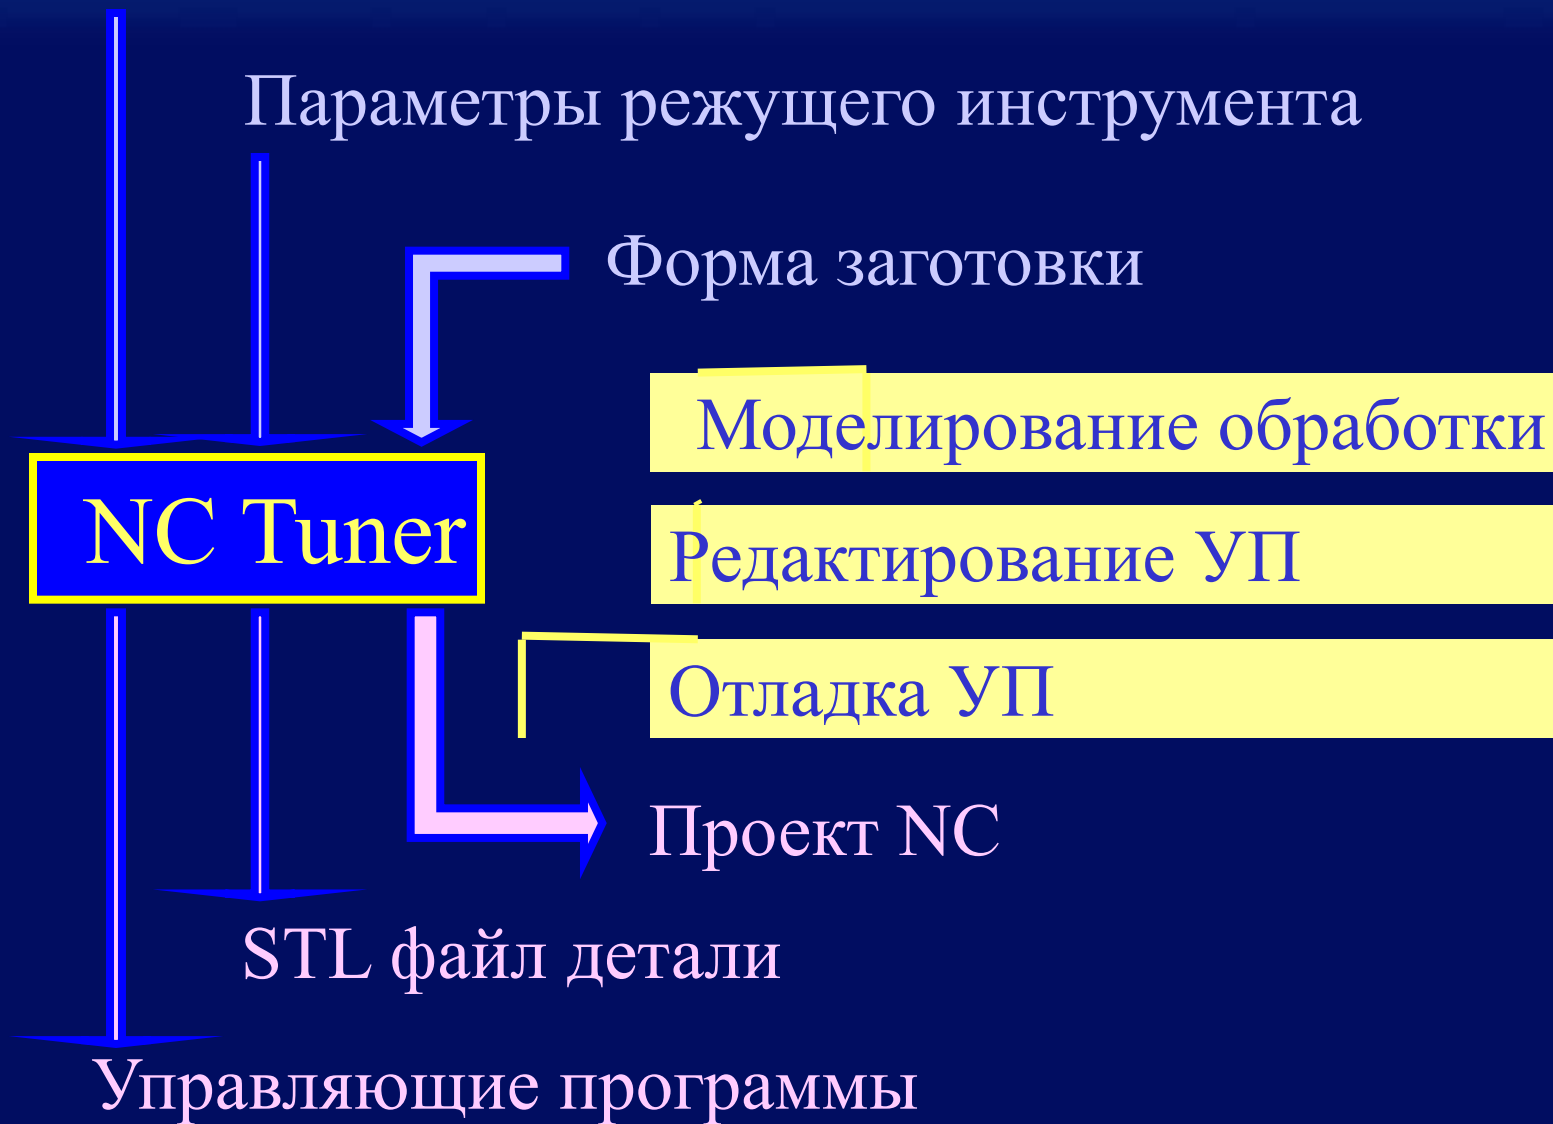 Параметры режущего инструмента
Форма заготовки
Моделирование обработки
NC Tuner
Редактирование УП
Отладка УП
Проект NC
STL файл детали
Управляющие программы